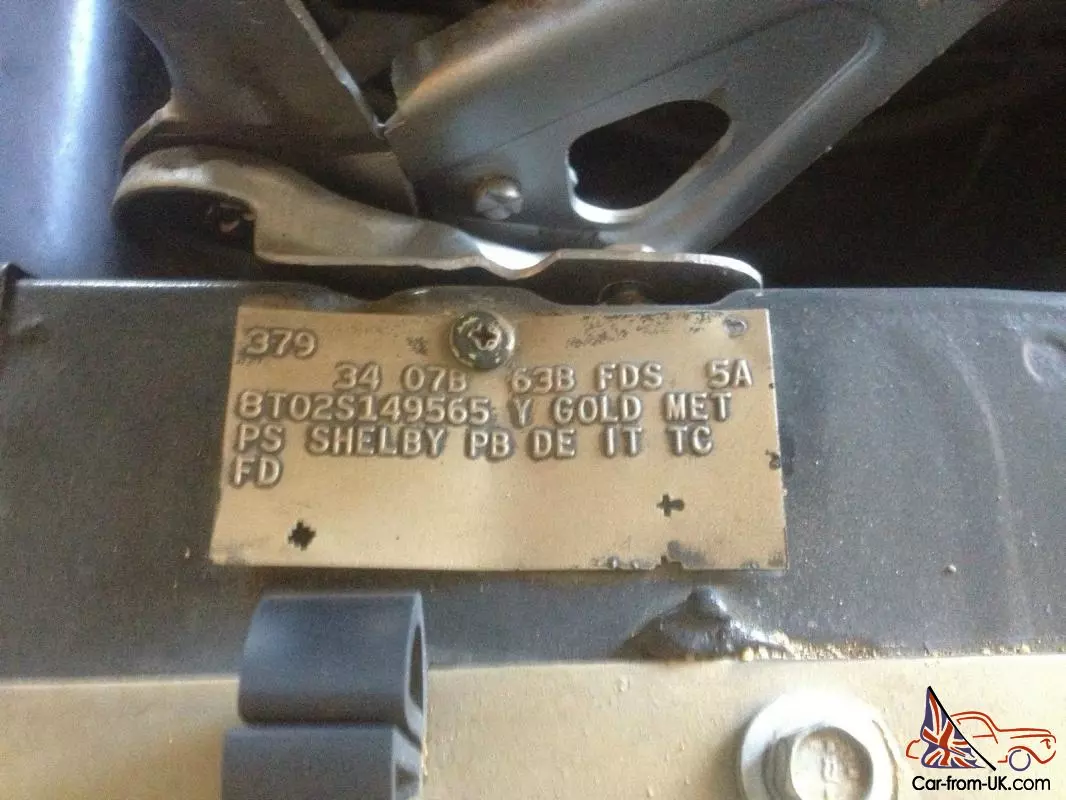 379
34 07B 63B FDS 5A
8T02S149565 Y GOLD MET
PS SHELBY PB DE IT TC
FD
Car-from-UK.com